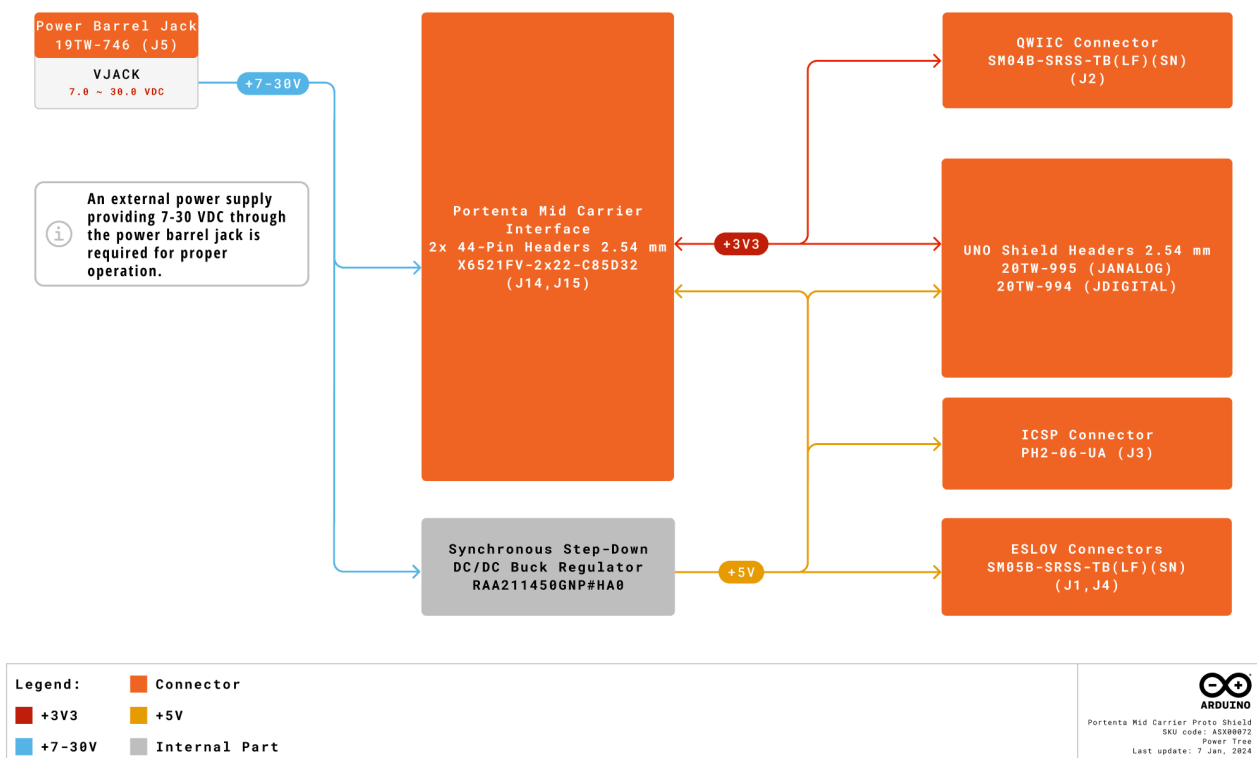 Power Barrel Jack
19TW-746 (J5)
VJACK
7.0 ~ 30.0 VDC
+7-30V
An external power supply
providing 7-30 VDC through
the power barrel jack is
required for proper
operation.
Portenta Mid Carrier
Interface
2x 44-Pin Headers 2.54 mm
X6521FV-2x22-C85D32
(J14,J15)
+3V3
QWIIC Connector
SM04B-SRSS-TB(LF)(SN)
(J2)
UNO Shield Headers 2.54 mm
20TW-995 (JANALOG)
20TW-994 (JDIGITAL)
ICSP Connector
PH2-06-UA (J3)
Synchronous Step-Down
DC/DC Buck Regulator
RAA211450GNP#HA0
+5V
ESLOV Connectors
SM05B-SRSS-TB(LF)(SN)
(J1,J4)
Legend:
Connector
+3V3
+5V
+7-30V
Internal Part
ARDUINO
Portenta Mid Carrier Proto Shield
SKU code: ASX00072
Power Tree
Last update: 7 Jan, 2024